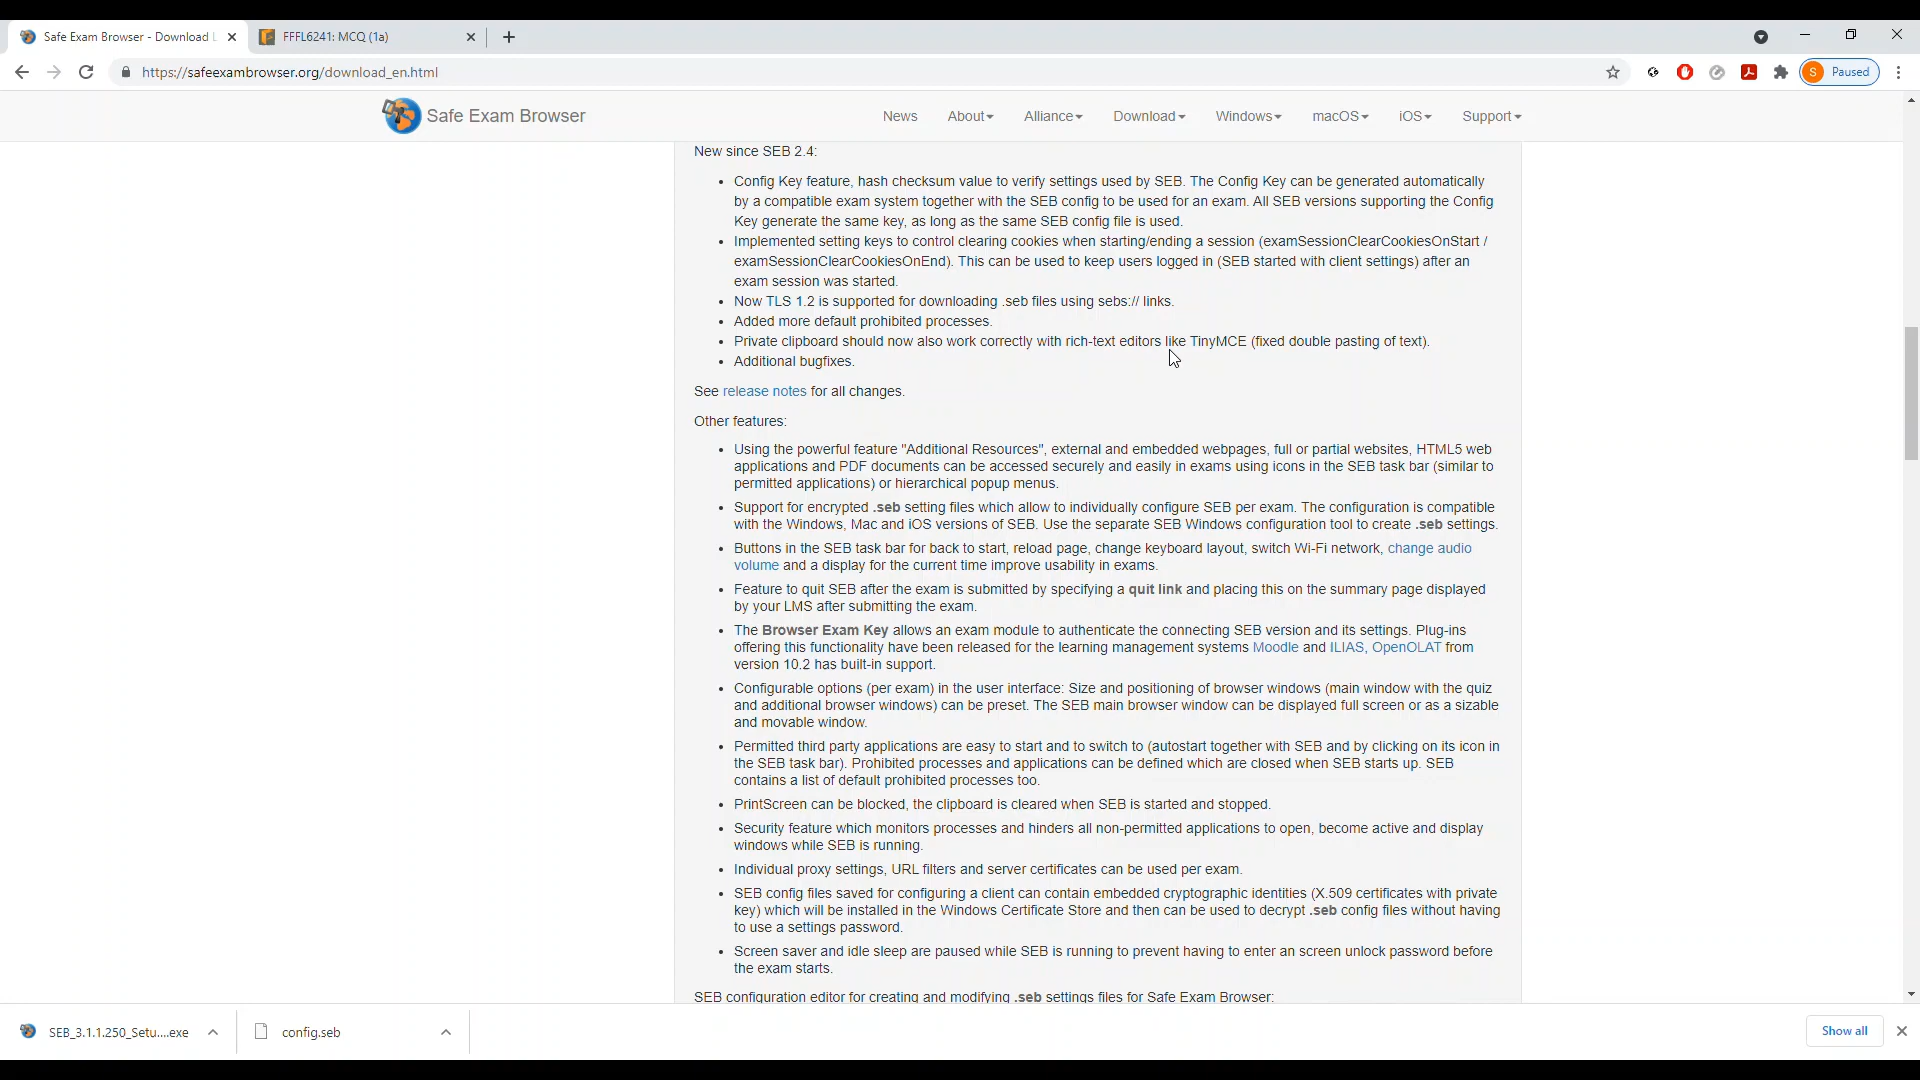 Safe Exam Browser - Download L
FFFL6241: MCQ (1a)
https://safeexambrowser.org/download_en.html
S Paused
Safe Exam Browser
News About Alliance Download Windows macOS iOS Support
New since SEB 2.4:
• Config Key feature, hash checksum value to verify settings used by SEB. The Config Key can be generated automatically
by a compatible exam system together with the SEB config to be used for an exam. All SEB versions supporting the Config
Key generate the same key, as long as the same SEB config file is used.
• Implemented setting keys to control clearing cookies when starting/ending a session (examSessionClearCookiesOnStart /
examSessionClearCookiesOnEnd). This can be used to keep users logged in (SEB started with client settings) after an
exam session was started.
• Now TLS 1.2 is supported for downloading .seb files using sebs:// links.
• Added more default prohibited processes.
• Private clipboard should now also work correctly with rich-text editors like TinyMCE (fixed double pasting of text).
• Additional bugfixes.
See release notes for all changes.
Other features:
• Using the powerful feature "Additional Resources", external and embedded webpages, full or partial websites, HTML5 web
applications and PDF documents can be accessed securely and easily in exams using icons in the SEB task bar (similar to
permitted applications) or hierarchical popup menus.
• Support for encrypted .seb setting files which allow to individually configure SEB per exam. The configuration is compatible
with the Windows, Mac and iOS versions of SEB. Use the separate SEB Windows configuration tool to create .seb settings.
• Buttons in the SEB task bar for back to start, reload page, change keyboard layout, switch Wi-Fi network, change audio
volume and a display for the current time improve usability in exams.
• Feature to quit SEB after the exam is submitted by specifying a quit link and placing this on the summary page displayed
by your LMS after submitting the exam.
• The Browser Exam Key allows an exam module to authenticate the connecting SEB version and its settings. Plug-ins
offering this functionality have been released for the learning management systems Moodle and ILIAS, OpenOLAT from
version 10.2 has built-in support.
• Configurable options (per exam) in the user interface: Size and positioning of browser windows (main window with the quiz
and additional browser windows) can be preset. The SEB main browser window can be displayed full screen or as a sizable
and movable window.
• Permitted third party applications are easy to start and to switch to (autostart together with SEB and by clicking on its icon in
the SEB task bar). Prohibited processes and applications can be defined which are closed when SEB starts up. SEB
contains a list of default prohibited processes too.
• PrintScreen can be blocked, the clipboard is cleared when SEB is started and stopped.
• Security feature which monitors processes and hinders all non-permitted applications to open, become active and display
windows while SEB is running.
• Individual proxy settings, URL filters and server certificates can be used per exam.
• SEB config files saved for configuring a client can contain embedded cryptographic identities (X.509 certificates with private
key) which will be installed in the Windows Certificate Store and then can be used to decrypt .seb config files without having
to use a settings password.
• Screen saver and idle sleep are paused while SEB is running to prevent having to enter an screen unlock password before
the exam starts.
SEB configuration editor for creating and modifying .seb settings files for Safe Exam Browser:
SEB_3.1.1.250_Setu....exe
config.seb
Show all